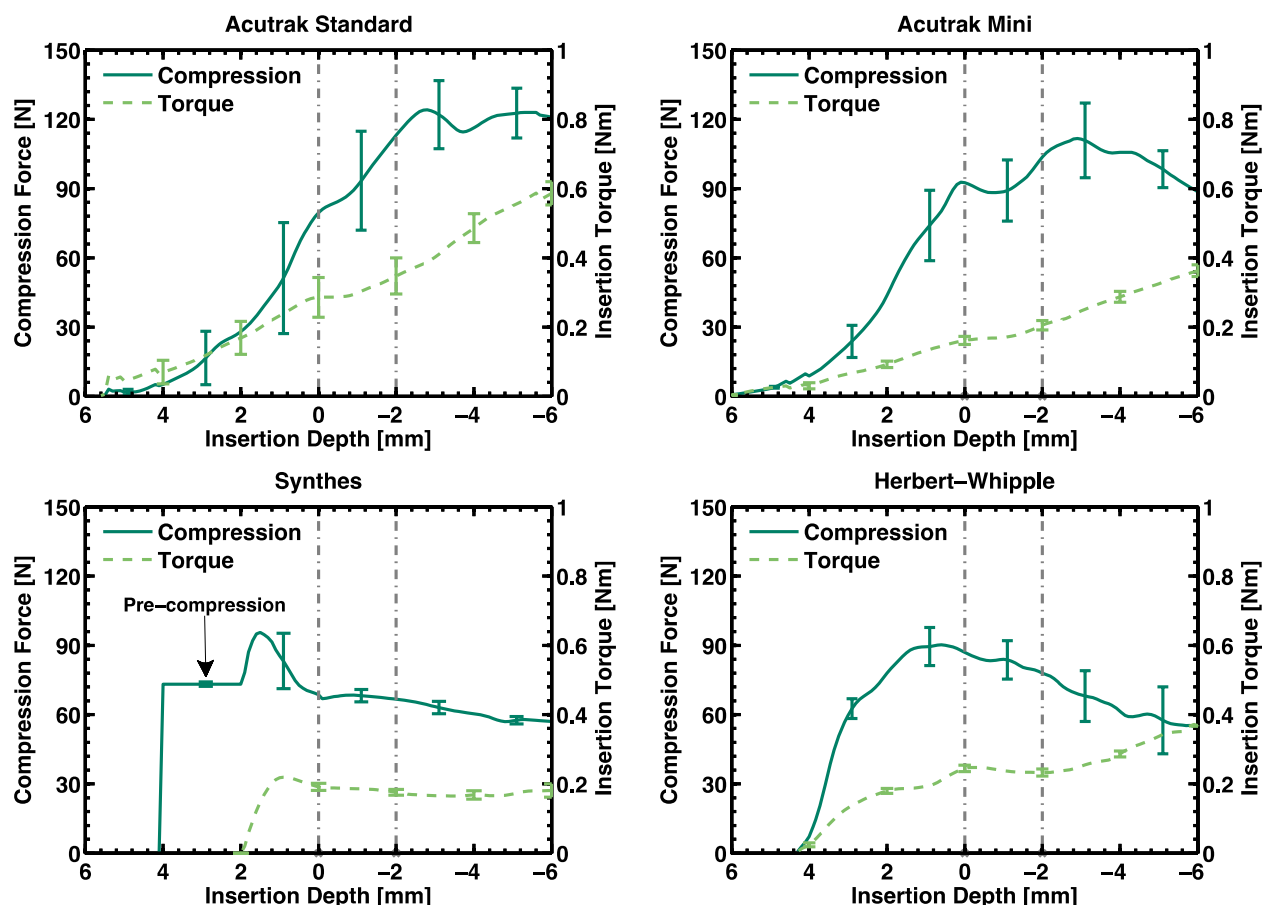 Acutrak Standard
Compression Force [N]
150
120
90
60
30
0
Compression
Torque
1
0.8
0.6
0.4
0.2
0
Insertion Torque [Nm]
6 4 2 0 −2 −4 −6
Insertion Depth [mm]
Acutrak Mini
Compression Force [N]
150
120
90
60
30
0
Compression
Torque
1
0.8
0.6
0.4
0.2
0
Insertion Torque [Nm]
6 4 2 0 −2 −4 −6
Insertion Depth [mm]
Synthes
Compression Force [N]
150
120
90
60
30
0
Compression
Torque
Pre−compression
1
0.8
0.6
0.4
0.2
0
Insertion Torque [Nm]
6 4 2 0 −2 −4 −6
Insertion Depth [mm]
Herbert−Whipple
Compression Force [N]
150
120
90
60
30
0
Compression
Torque
1
0.8
0.6
0.4
0.2
0
Insertion Torque [Nm]
6 4 2 0 −2 −4 −6
Insertion Depth [mm]